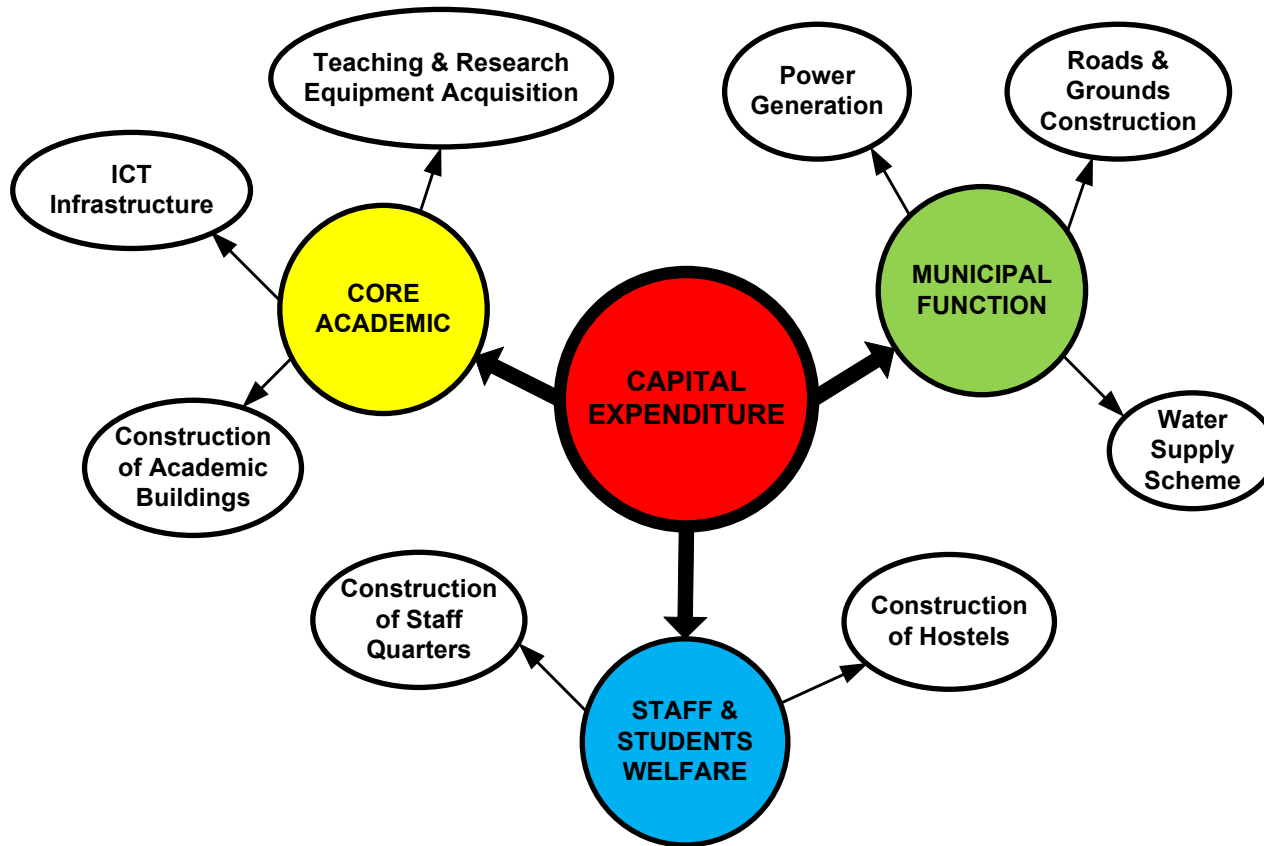 Teaching & Research
Equipment Acquisition
Power
Generation
Roads &
Grounds
Construction
ICT
Infrastructure
CORE
ACADEMIC
MUNICIPAL
FUNCTION
CAPITAL
EXPENDITURE
Construction
of Academic
Buildings
Water
Supply
Scheme
Construction
of Staff
Quarters
Construction
of Hostels
STAFF &
STUDENTS
WELFARE